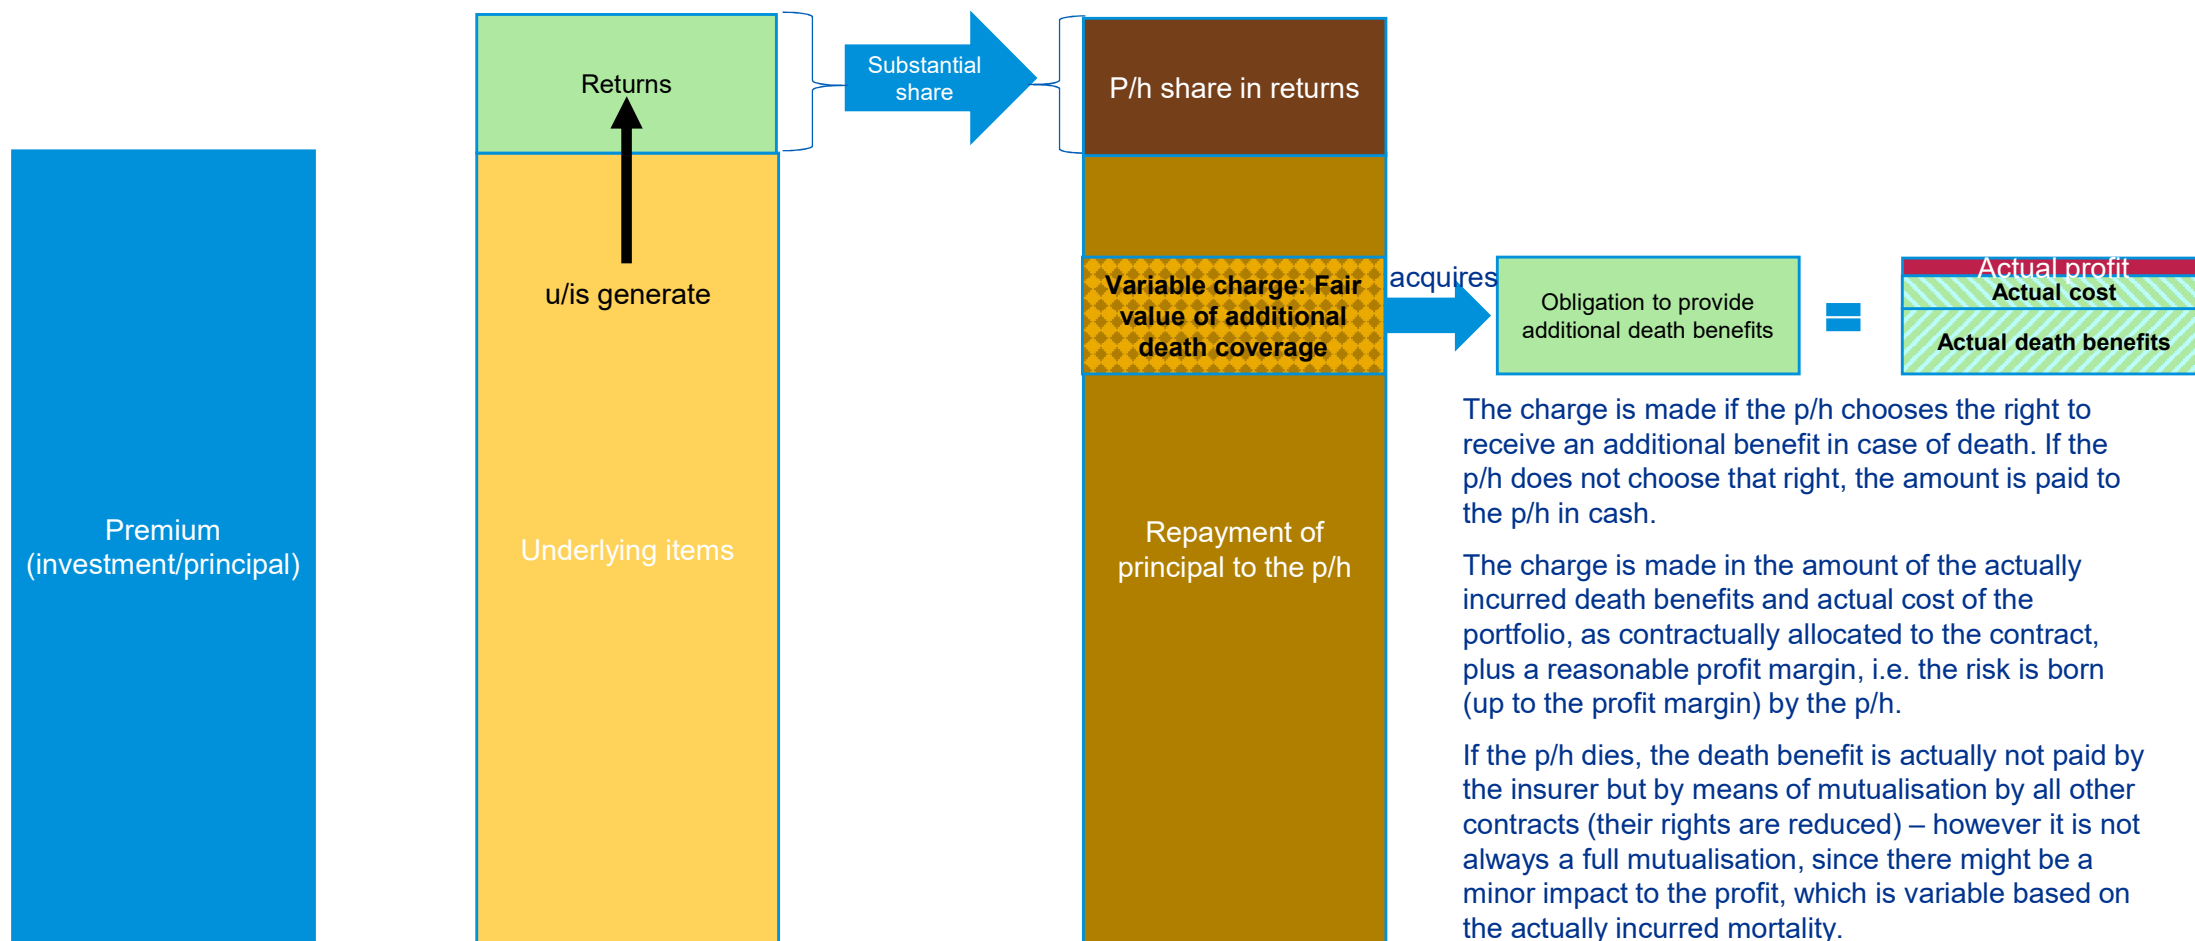 Returns
Substantial
share
P/h share in returns
u/is generate
Variable charge: Fair
value of additional
death coverage
acquires
Obligation to provide
additional death benefits
Actual profit
Actual cost
Actual death benefits
Premium
(investment/principal)
Underlying items
Repayment of
principal to the p/h
The charge is made if the p/h chooses the right to
receive an additional benefit in case of death. If the
p/h does not choose that right, the amount is paid to
the p/h in cash.
The charge is made in the amount of the actually
incurred death benefits and actual cost of the
portfolio, as contractually allocated to the contract,
plus a reasonable profit margin, i.e. the risk is born
(up to the profit margin) by the p/h.
If the p/h dies, the death benefit is actually not paid by
the insurer but by means of mutualisation by all other
contracts (their rights are reduced) – however it is not
always a full mutualisation, since there might be a
minor impact to the profit, which is variable based on
the actually incurred mortality.